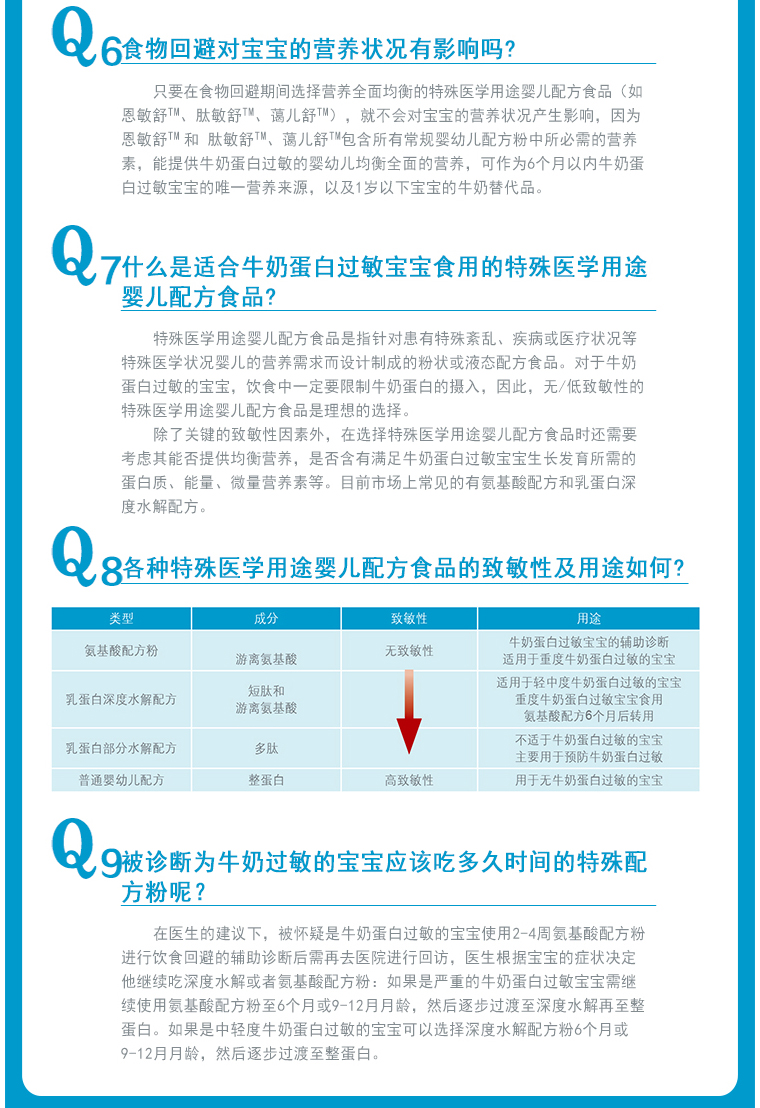 Q6食物回避对宝宝的营养状况有影响吗?
只要在食物回避期间选择营养全面均衡的特殊医学用途婴儿配方食品（如
恩敏舒™、肽敏舒™、蔼儿舒™），就不会对宝宝的营养状况产生影响，因为
恩敏舒™ 和 肽敏舒™、蔼儿舒™包含所有常规婴幼儿配方粉中所必需的营养
素，能提供牛奶蛋白过敏的婴幼儿均衡全面的营养，可作为6个月以内牛奶蛋
白过敏宝宝的唯一营养来源，以及1岁以下宝宝的牛奶替代品。
Q7什么是适合牛奶蛋白过敏宝宝食用的特殊医学用途
婴儿配方食品?
特殊医学用途婴儿配方食品是指针对患有特殊紊乱、疾病或医疗状况等
特殊医学状况婴儿的营养需求而设计制成的粉状或液态配方食品。对于牛奶
蛋白过敏的宝宝，饮食中一定要限制牛奶蛋白的摄入，因此，无/低致敏性的
特殊医学用途婴儿配方食品是理想的选择。
除了关键的致敏性因素外，在选择特殊医学用途婴儿配方食品时还需要
考虑其能否提供均衡营养，是否含有满足牛奶蛋白过敏宝宝生长发育所需的
蛋白质、能量、微量营养素等。目前市场上常见的有氨基酸配方和乳蛋白深
度水解配方。
Q8各种特殊医学用途婴儿配方食品的致敏性及用途如何?
类型 成分 致敏性 用途
氨基酸配方粉 游离氨基酸 无致敏性 牛奶蛋白过敏宝宝的辅助诊断
适用于重度牛奶蛋白过敏的宝宝
乳蛋白深度水解配方 短肽和
游离氨基酸
适用于轻中度牛奶蛋白过敏的宝宝
重度牛奶蛋白过敏宝宝食用
氨基酸配方6个月后转用
乳蛋白部分水解配方 多肽 不适于牛奶蛋白过敏的宝宝
主要用于预防牛奶蛋白过敏
普通婴幼儿配方 整蛋白 高致敏性 用于无牛奶蛋白过敏的宝宝
Q9被诊断为牛奶过敏的宝宝应该吃多久时间的特殊配
方粉呢？
在医生的建议下，被怀疑是牛奶蛋白过敏的宝宝使用2-4周氨基酸配方粉
进行饮食回避的辅助诊断后需再去医院进行回访，医生根据宝宝的症状决定
他继续吃深度水解或者氨基酸配方粉：如果是严重的牛奶蛋白过敏宝宝需继
续使用氨基酸配方粉至6个月或9-12月月龄，然后逐步过渡至深度水解再至整
蛋白。如果是中轻度牛奶蛋白过敏的宝宝可以选择深度水解配方粉6个月或
9-12月月龄，然后逐步过渡至整蛋白。